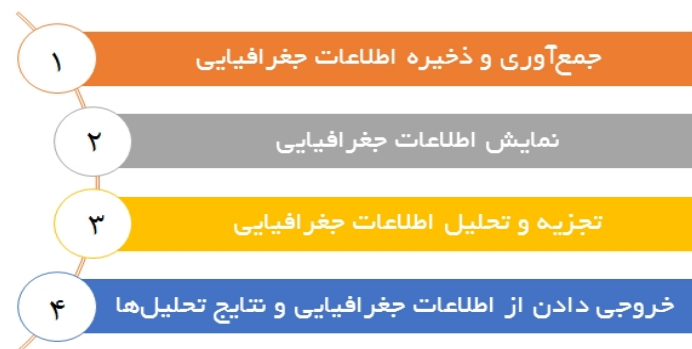 ۱ جمع‌آوری و ذخیره اطلاعات جغرافیایی
۲ نمایش اطلاعات جغرافیایی
۳ تجزیه و تحلیل اطلاعات جغرافیایی
۴ خروجی دادن از اطلاعات جغرافیایی و نتایج تحلیل‌ها